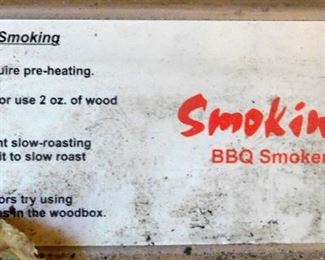 Smoking
uire pre-heating.
or use 2 oz. of wood
nt slow-roasting
it to slow roast
ors try using
es in the woodbox.
Smokin
BBQ Smoker